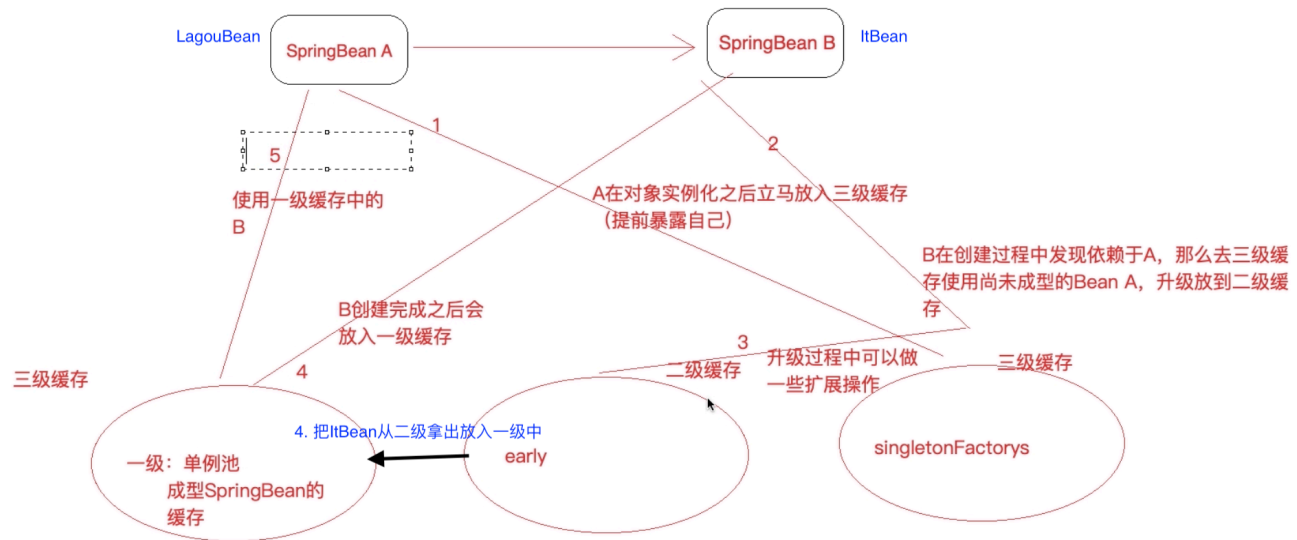 LagouBean
SpringBean A
SpringBean B
ItBean
1
2
5
使用一级缓存中的
B
A在对象实例化之后立马放入三级缓存
（提前暴露自己）
B在创建过程中发现依赖于A，那么去三级缓
存使用尚未成型的Bean A，升级放到二级缓
存
B创建完成之后会
放入一级缓存
3
升级过程中可以做
一些扩展操作
4
三级缓存
二级缓存
三级缓存
4. 把ItBean从二级拿出放入一级中
一级：单例池
成型SpringBean的
缓存
early
singletonFactorys